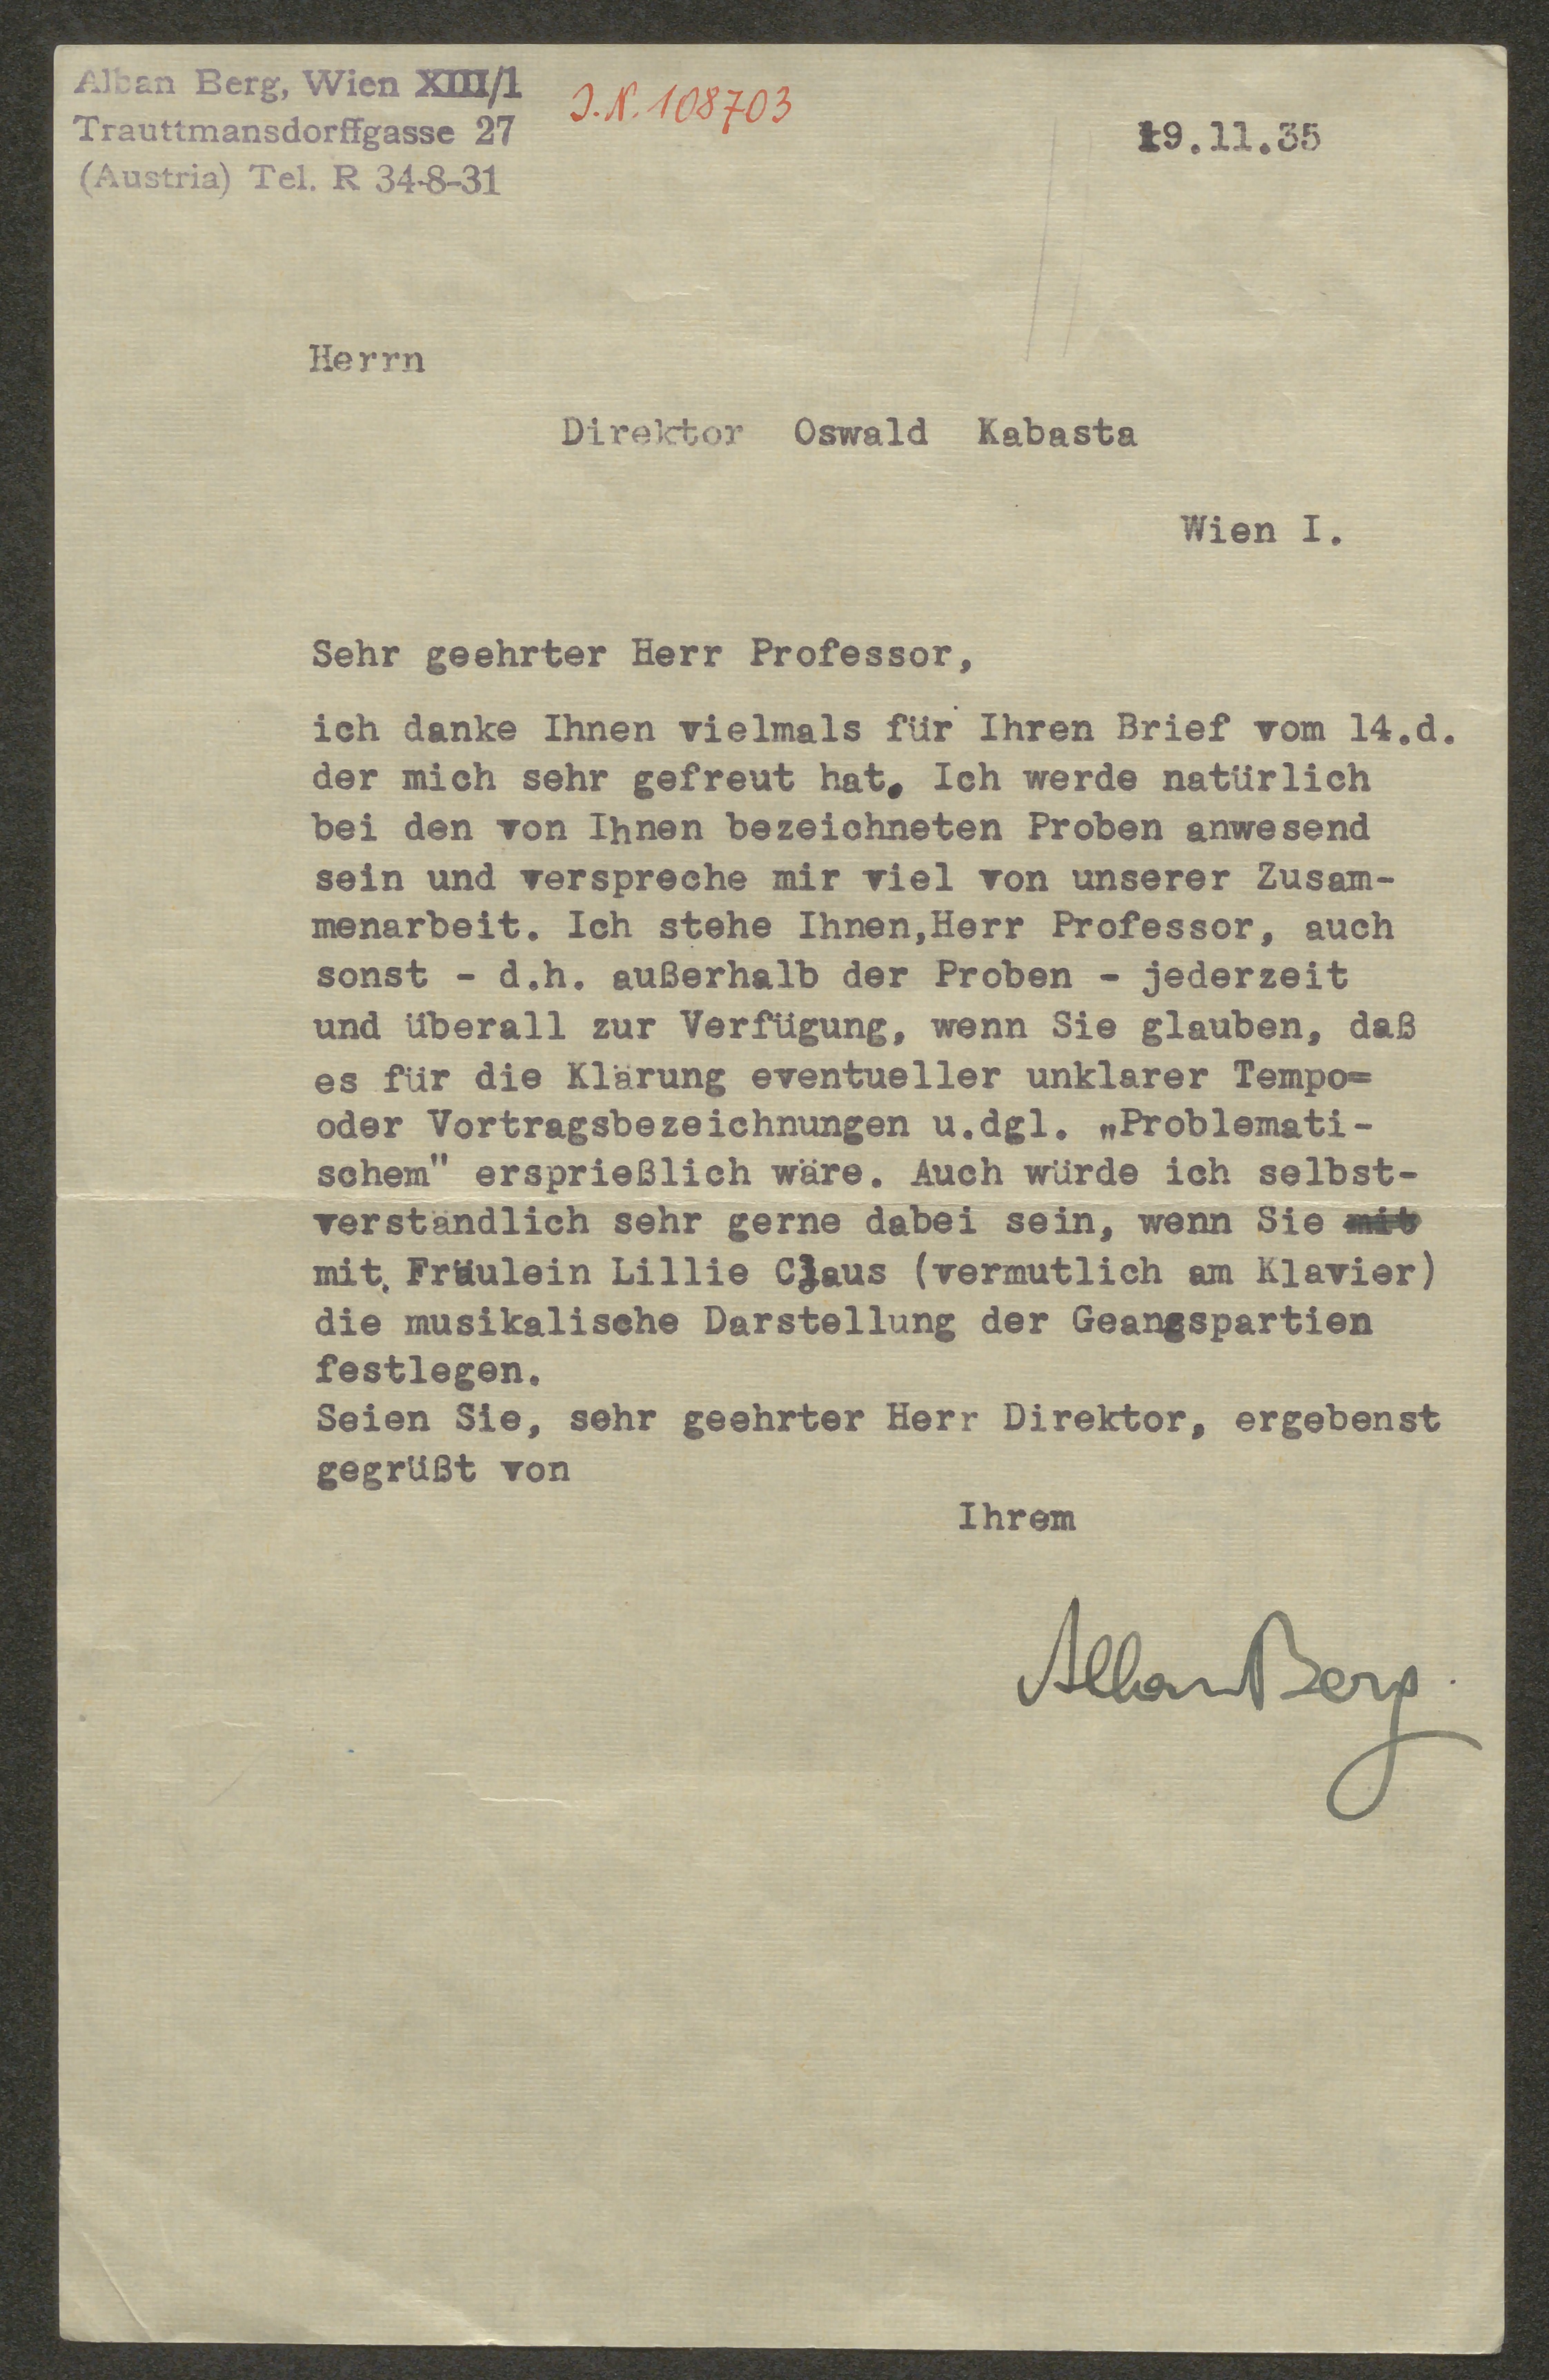 Alban Berg, Wien XIII/1
Trauttmansdorffgasse 27
(Austria) Tel. R 34-8-31
J.N. 108703
19.11.35
Herrn
Direktor Oswald Kabasta
Wien I.
Sehr geehrter Herr Professor,
ich danke Ihnen vielmals für Ihren Brief vom 14.d.
der mich sehr gefreut hat. Ich werde natürlich
bei den von Ihnen bezeichneten Proben anwesend
sein und verspreche mir viel von unserer Zusam-
menarbeit. Ich stehe Ihnen,Herr Professor, auch
sonst - d.h. außerhalb der Proben - jederzeit
und überall zur Verfügung, wenn Sie glauben, daß
es für die Klärung eventueller unklarer Tempo=
oder Vortragsbezeichnungen u.dgl. „Problemati-
schem" ersprießlich wäre. Auch würde ich selbst-
verständlich sehr gerne dabei sein, wenn Sie mit
mit Fräulein Lillie Claus (vermutlich am Klavier)
die musikalische Darstellung der Geangspartien
festlegen.
Seien Sie, sehr geehrter Herr Direktor, ergebenst
gegrüßt von
Ihrem
Alban Berg.